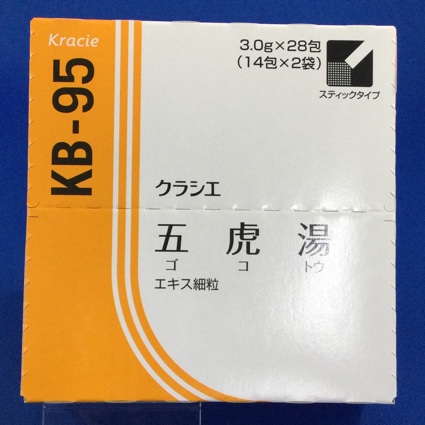 Kracie
KB-95
3.0g×28包
(14包×2袋)
スティックタイプ
クラシエ
五虎湯
ゴコトウ
エキス細粒